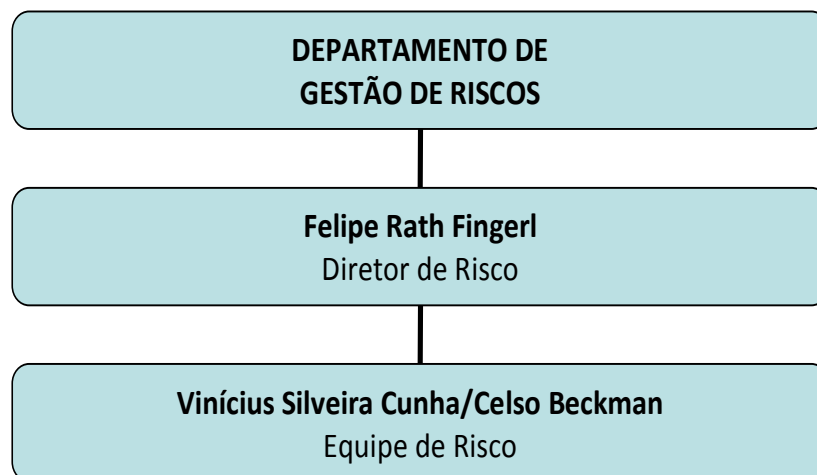 DEPARTAMENTO DE
GESTÃO DE RISCOS
Felipe Rath Fingerl
Diretor de Risco
Vinícius Silveira Cunha/Celso Beckman
Equipe de Risco